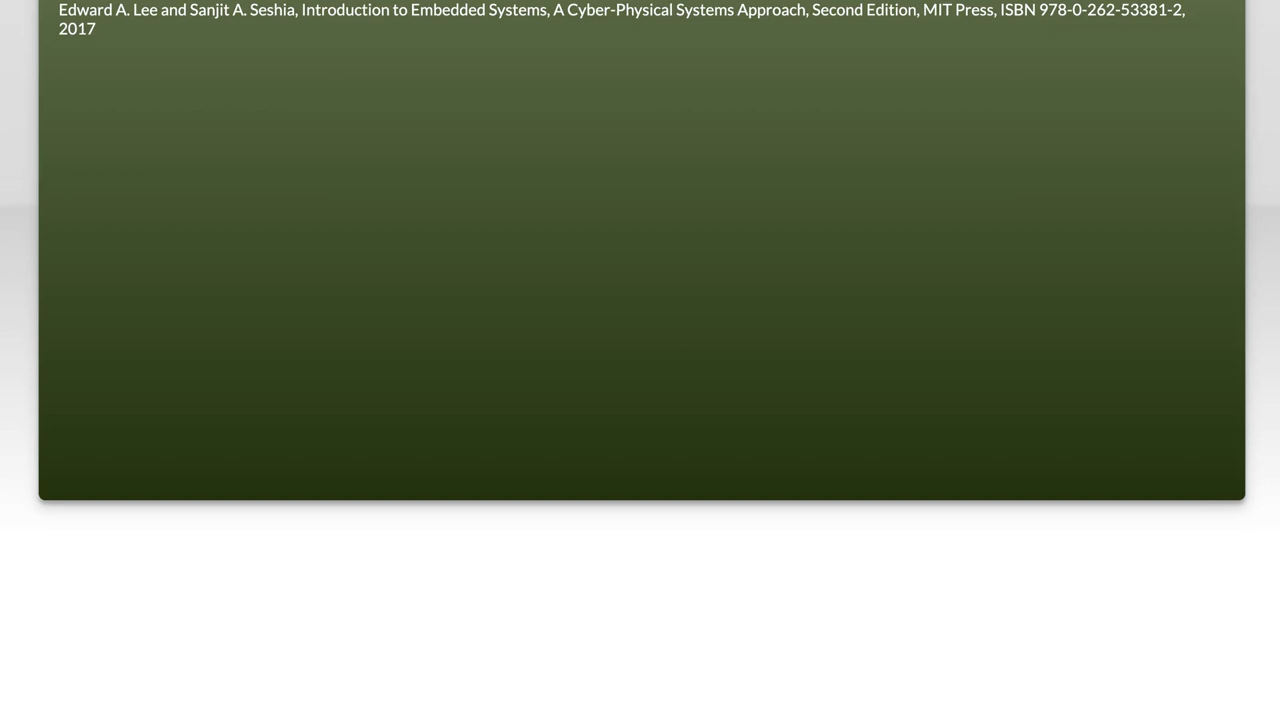 Edward A. Lee and Sanjit A. Seshia, Introduction to Embedded Systems, A Cyber-Physical Systems Approach, Second Edition, MIT Press, ISBN 978-0-262-53381-2,
2017